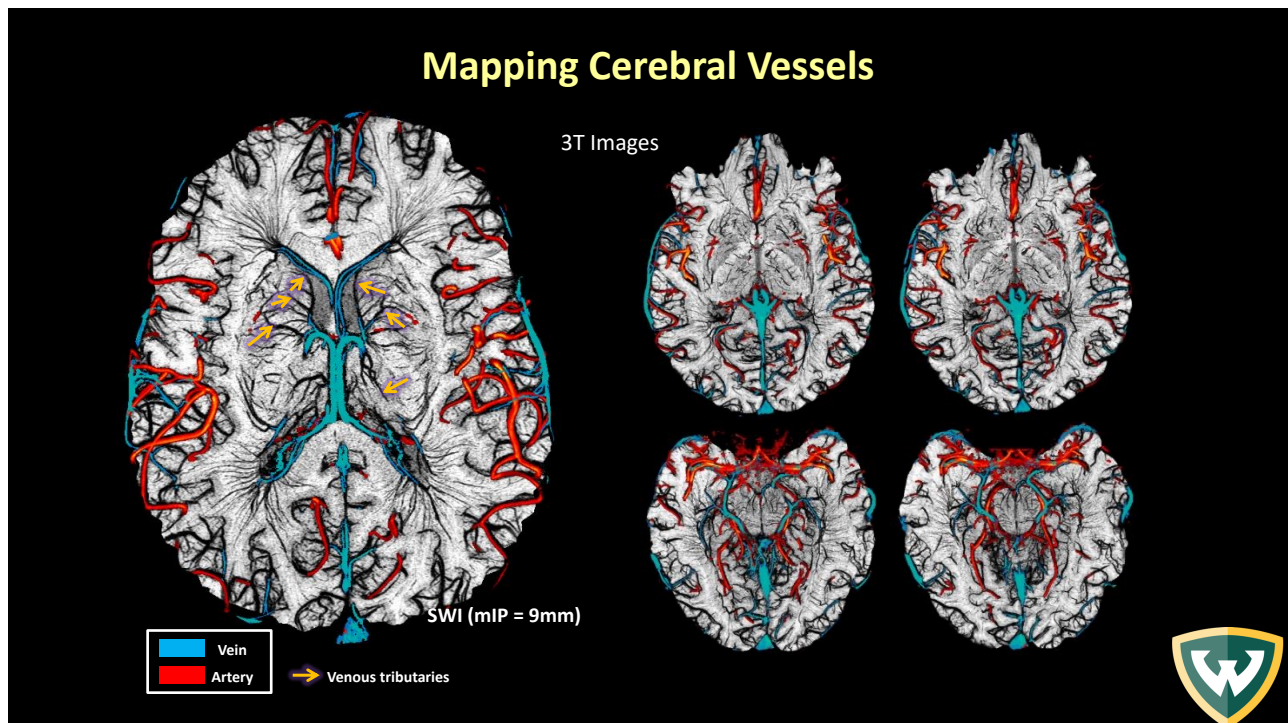 Mapping Cerebral Vessels
3T Images
SWI (mIP = 9mm)
Vein
Artery
Venous tributaries
W